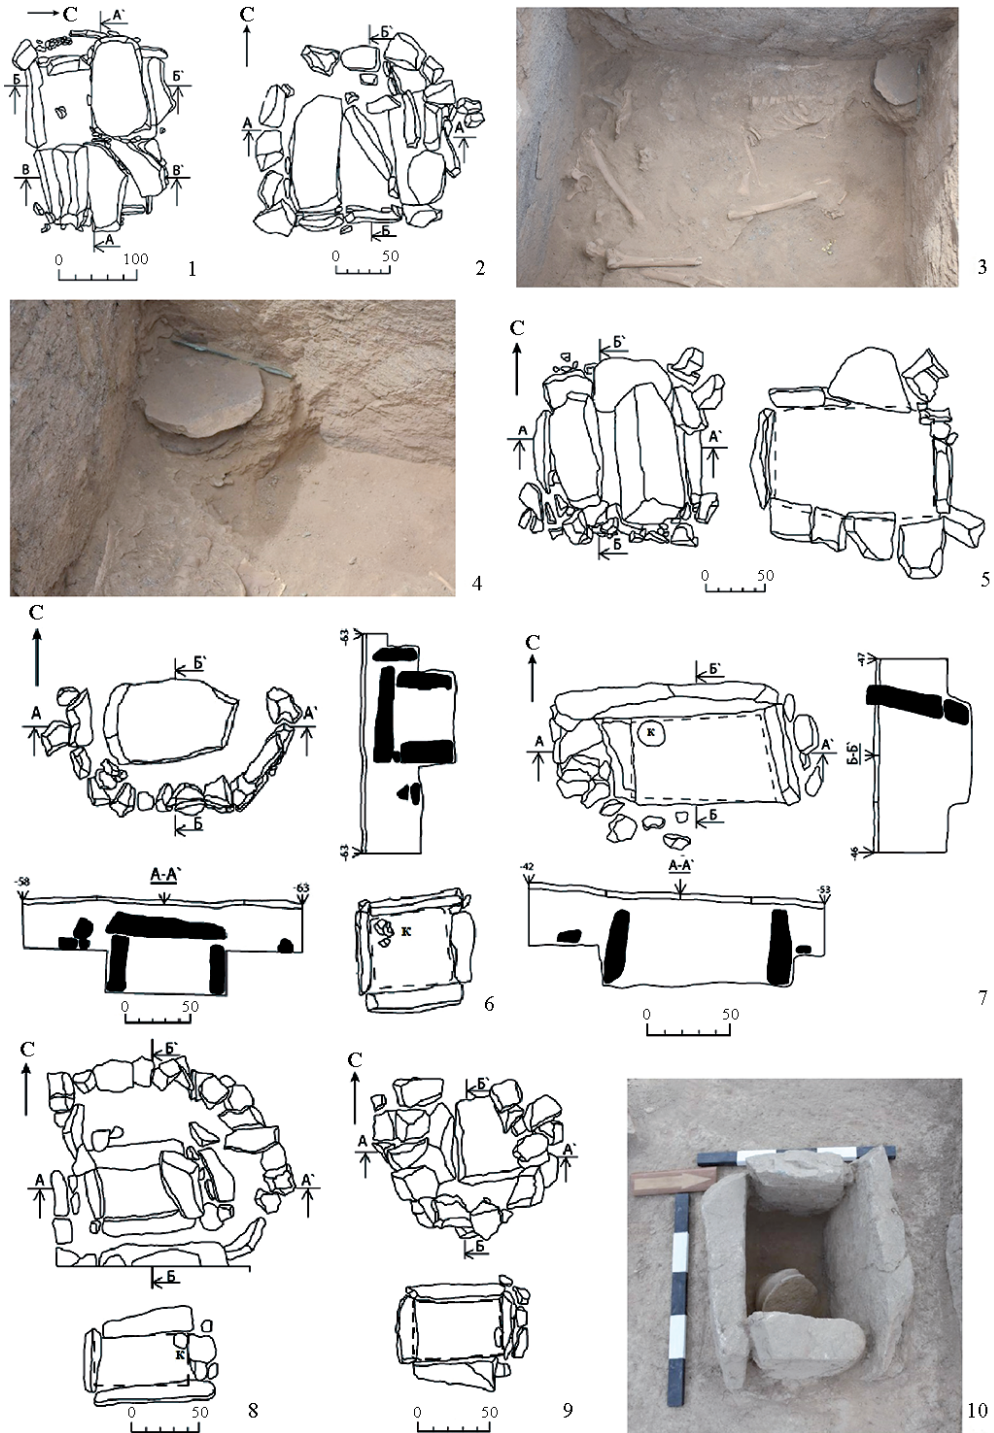 С А`
Б Б`
В В`
А
0 100
1
С Б`
А А`
Б
0 50
2
3
4
С Б`
А А`
Б
0 50
5
С Б`
А А`
Б
-63
-63
А-А`
-58 -63
0 50
К
6
С Б`
К
А А`
Б
-47
Б-Б`
-46
А-А`
-42 -53
0 50
7
С Б`
А А`
Б
К
0 50
8
С Б`
А А`
Б
0 50
9
10